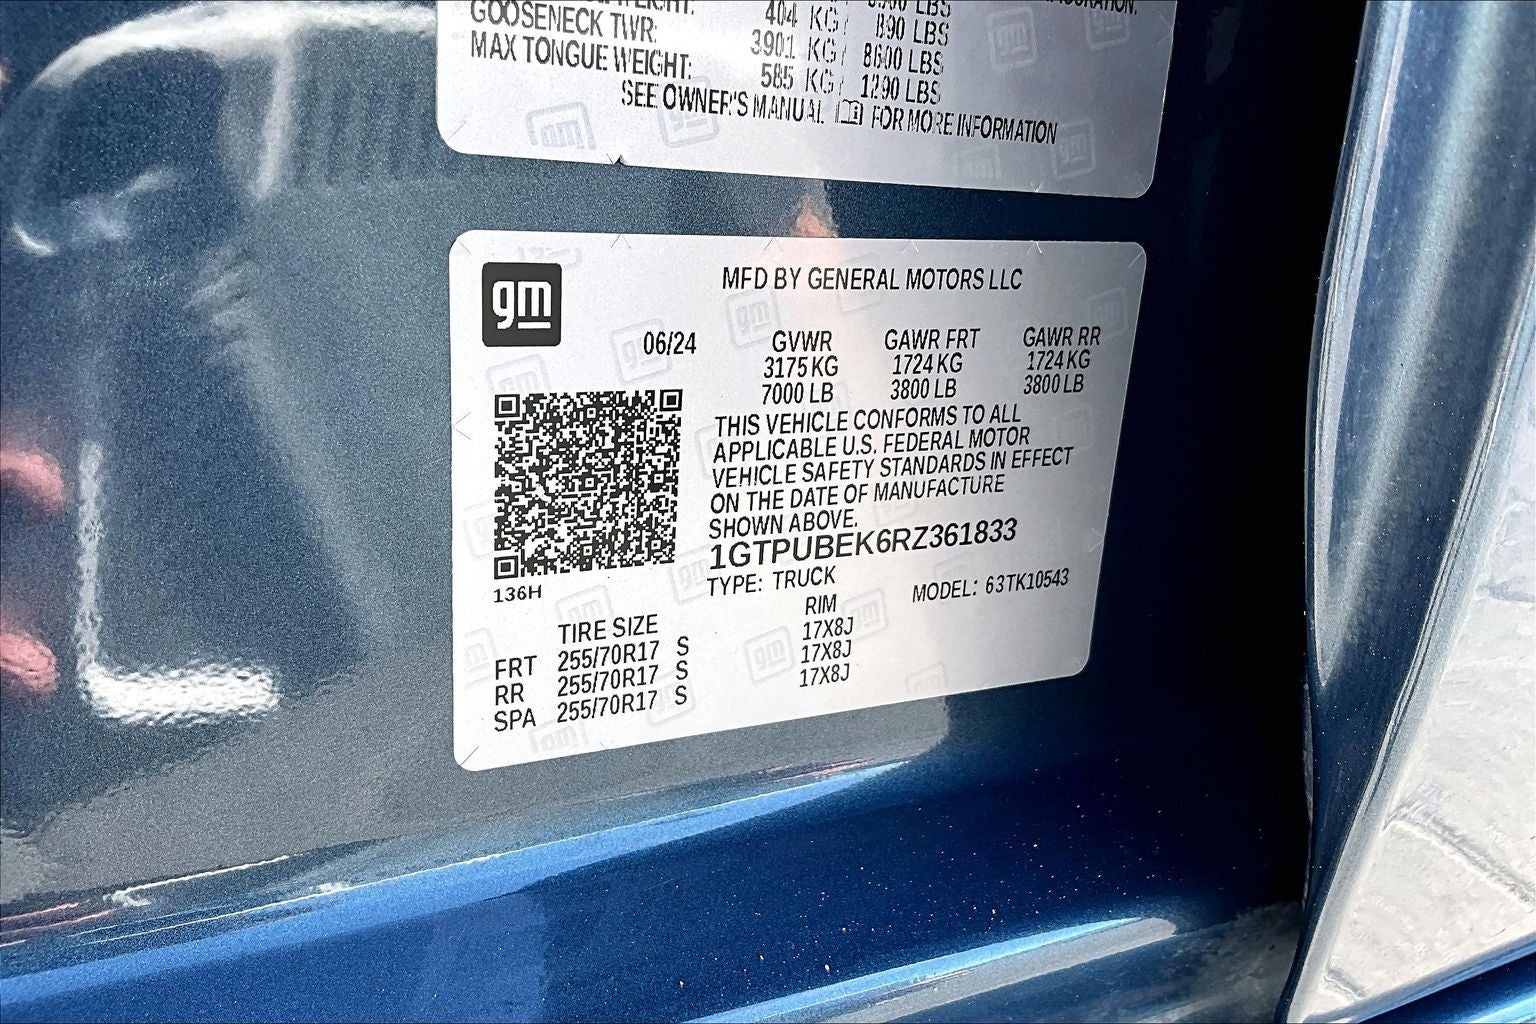 404 KG / 890 LBS
GOOSENECK TWR: 3901 KG / 8600 LBS
MAX TONGUE WEIGHT: 585 KG / 1290 LBS
SEE OWNER'S MANUAL FOR MORE INFORMATION
gm
MFD BY GENERAL MOTORS LLC
06/24 GVWR GAWR FRT GAWR RR
3175 KG 1724 KG 1724 KG
7000 LB 3800 LB 3800 LB
THIS VEHICLE CONFORMS TO ALL
APPLICABLE U.S. FEDERAL MOTOR
VEHICLE SAFETY STANDARDS IN EFFECT
ON THE DATE OF MANUFACTURE
SHOWN ABOVE.
1GTPUBEK6RZ361833
TYPE: TRUCK MODEL: 63TK10543
136H
TIRE SIZE RIM
FRT 255/70R17 S 17X8J
RR 255/70R17 S 17X8J
SPA 255/70R17 S 17X8J